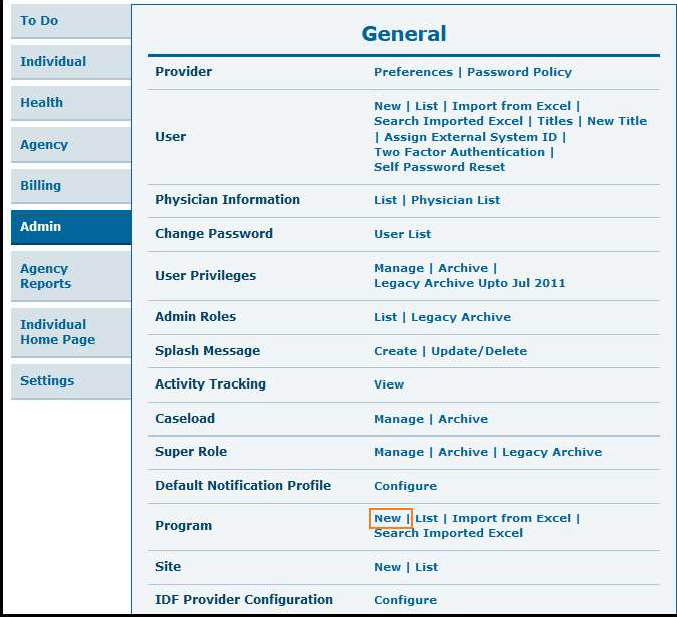 To Do
Individual
Health
Agency
Billing
Admin
Agency
Reports
Individual
Home Page
Settings
General
Provider
Preferences | Password Policy
User
New | List | Import from Excel |
Search Imported Excel | Titles | New Title
| Assign External System ID |
Two Factor Authentication |
Self Password Reset
Physician Information
List | Physician List
Change Password
User List
User Privileges
Manage | Archive |
Legacy Archive Upto Jul 2011
Admin Roles
List | Legacy Archive
Splash Message
Create | Update/Delete
Activity Tracking
View
Caseload
Manage | Archive
Super Role
Manage | Archive | Legacy Archive
Default Notification Profile
Configure
Program
New | List | Import from Excel |
Search Imported Excel
Site
New | List
IDF Provider Configuration
Configure